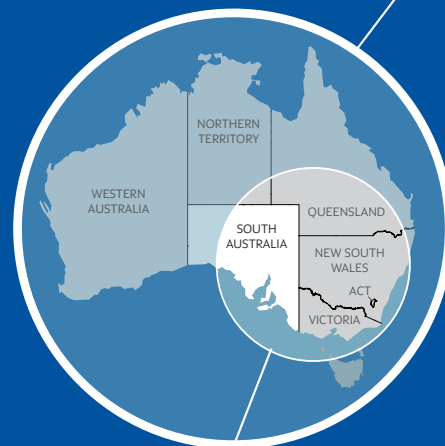 NORTHERN
TERRITORY
WESTERN
AUSTRALIA
QUEENSLAND
SOUTH
AUSTRALIA
NEW SOUTH
WALES
ACT
VICTORIA